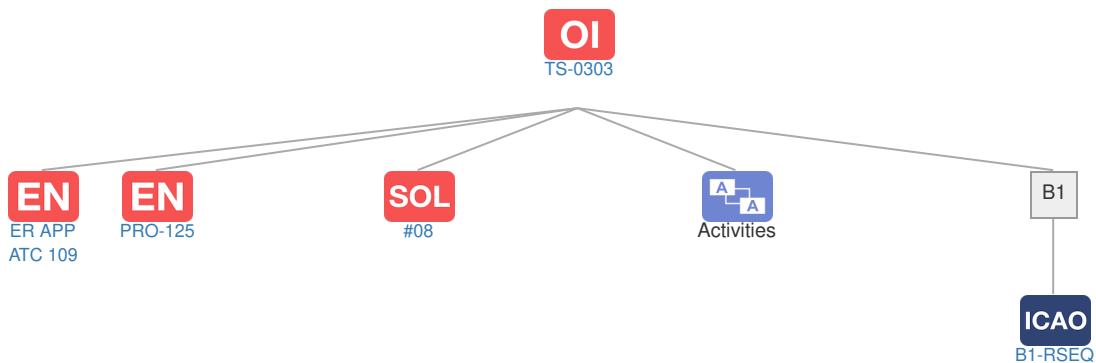 OI
TS-0303
EN
ER APP
ATC 109
EN
PRO-125
SOL
#08
A
A
Activities
B1
ICAO
B1-RSEQ